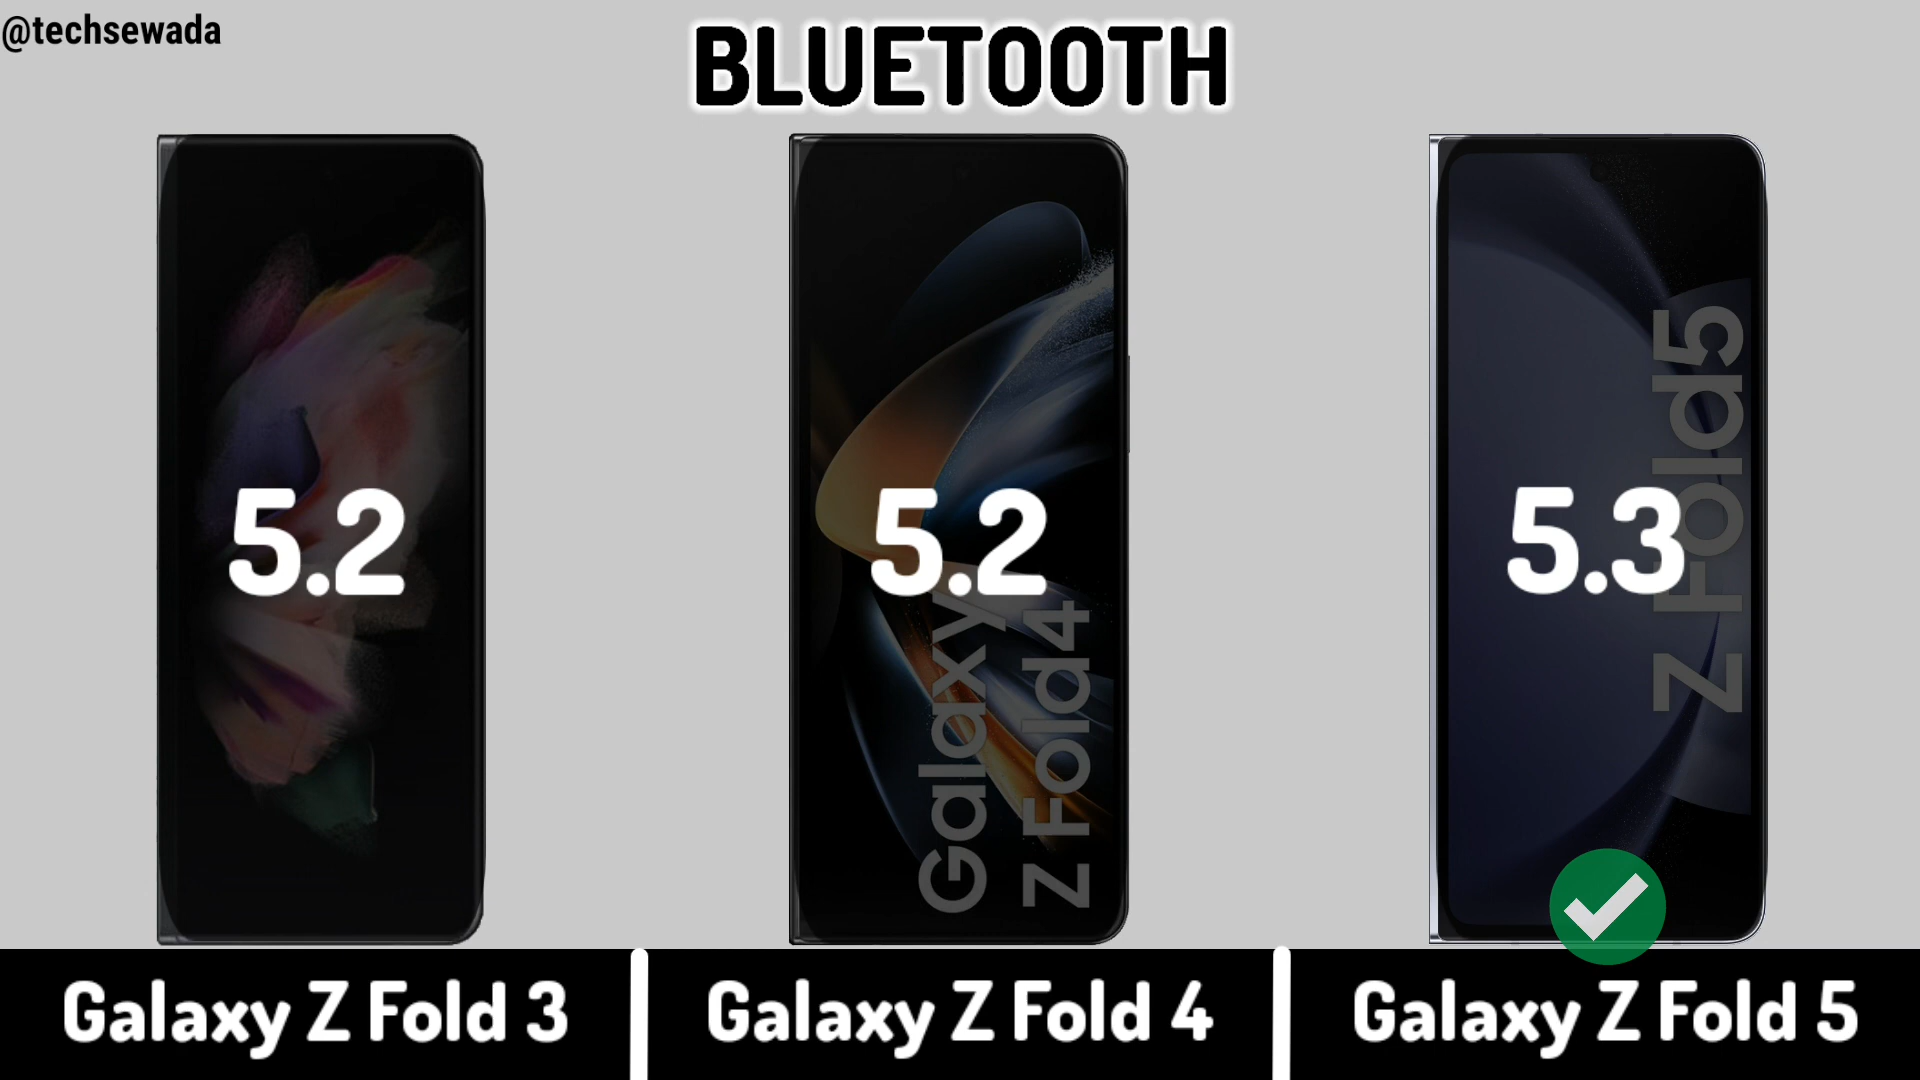 @techsewada
BLUETOOTH
5.2
5.2
5.3
Galaxy
Z Fold4
Z Fold5
Galaxy Z Fold 3
Galaxy Z Fold 4
Galaxy Z Fold 5